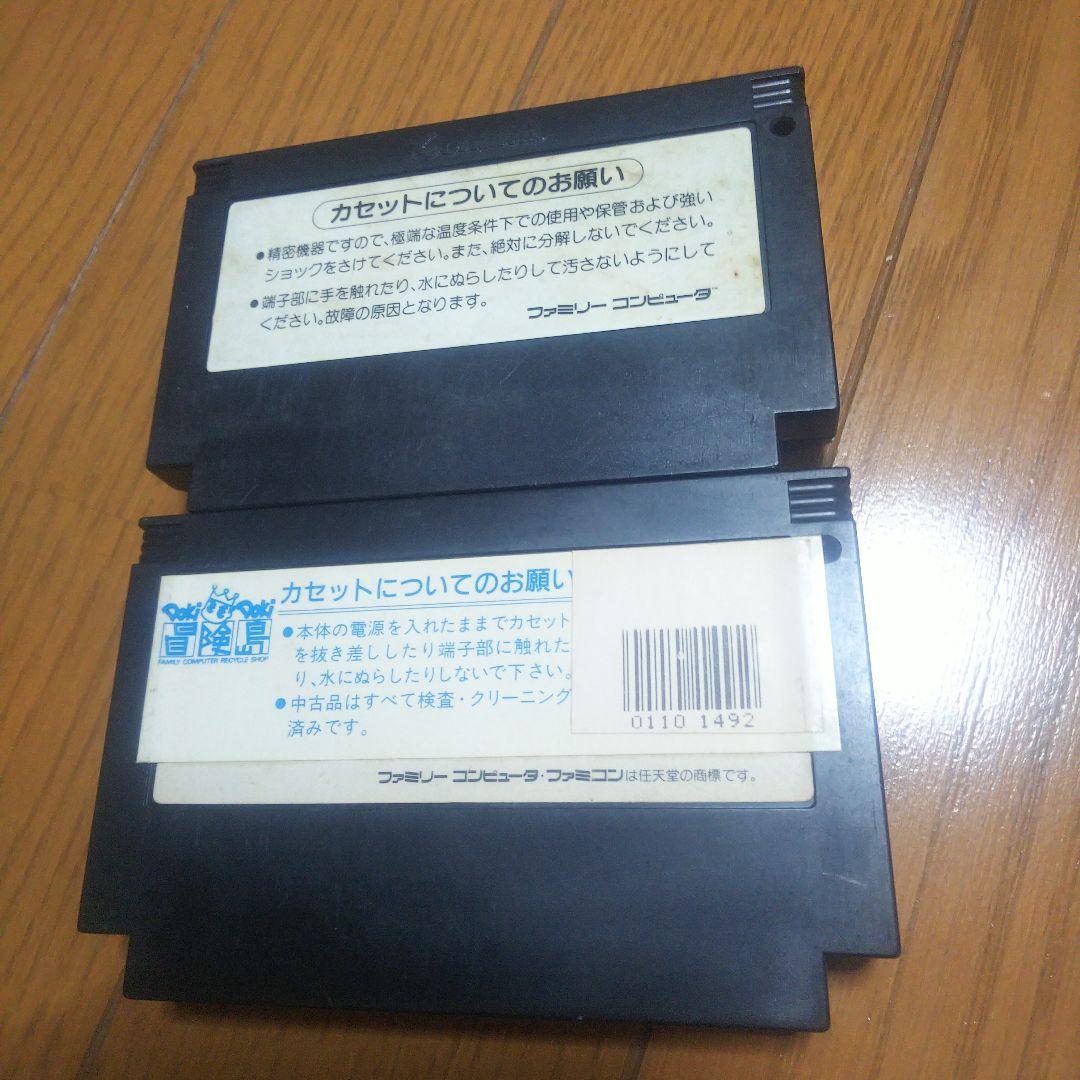 カセットについてのお願い
●精密機器ですので、極端な温度条件下での使用や保管および強い
ショックをさけてください。また、絶対に分解しないでください。
●端子部に手を触れたり、水にぬらしたりして汚さないようにして
ください。故障の原因となります。
ファミリー コンピュータ™
Doki Doki
冒険島
FAMILY COMPUTER RECYCLE SHOP
カセットについてのお願い
●本体の電源を入れたままでカセット
を抜き差ししたり端子部に触れた
り、水にぬらしたりしないで下さい。
●中古品はすべて検査・クリーニング
済みです。
0110 1492
ファミリー コンピュータ・ファミコンは任天堂の商標です。